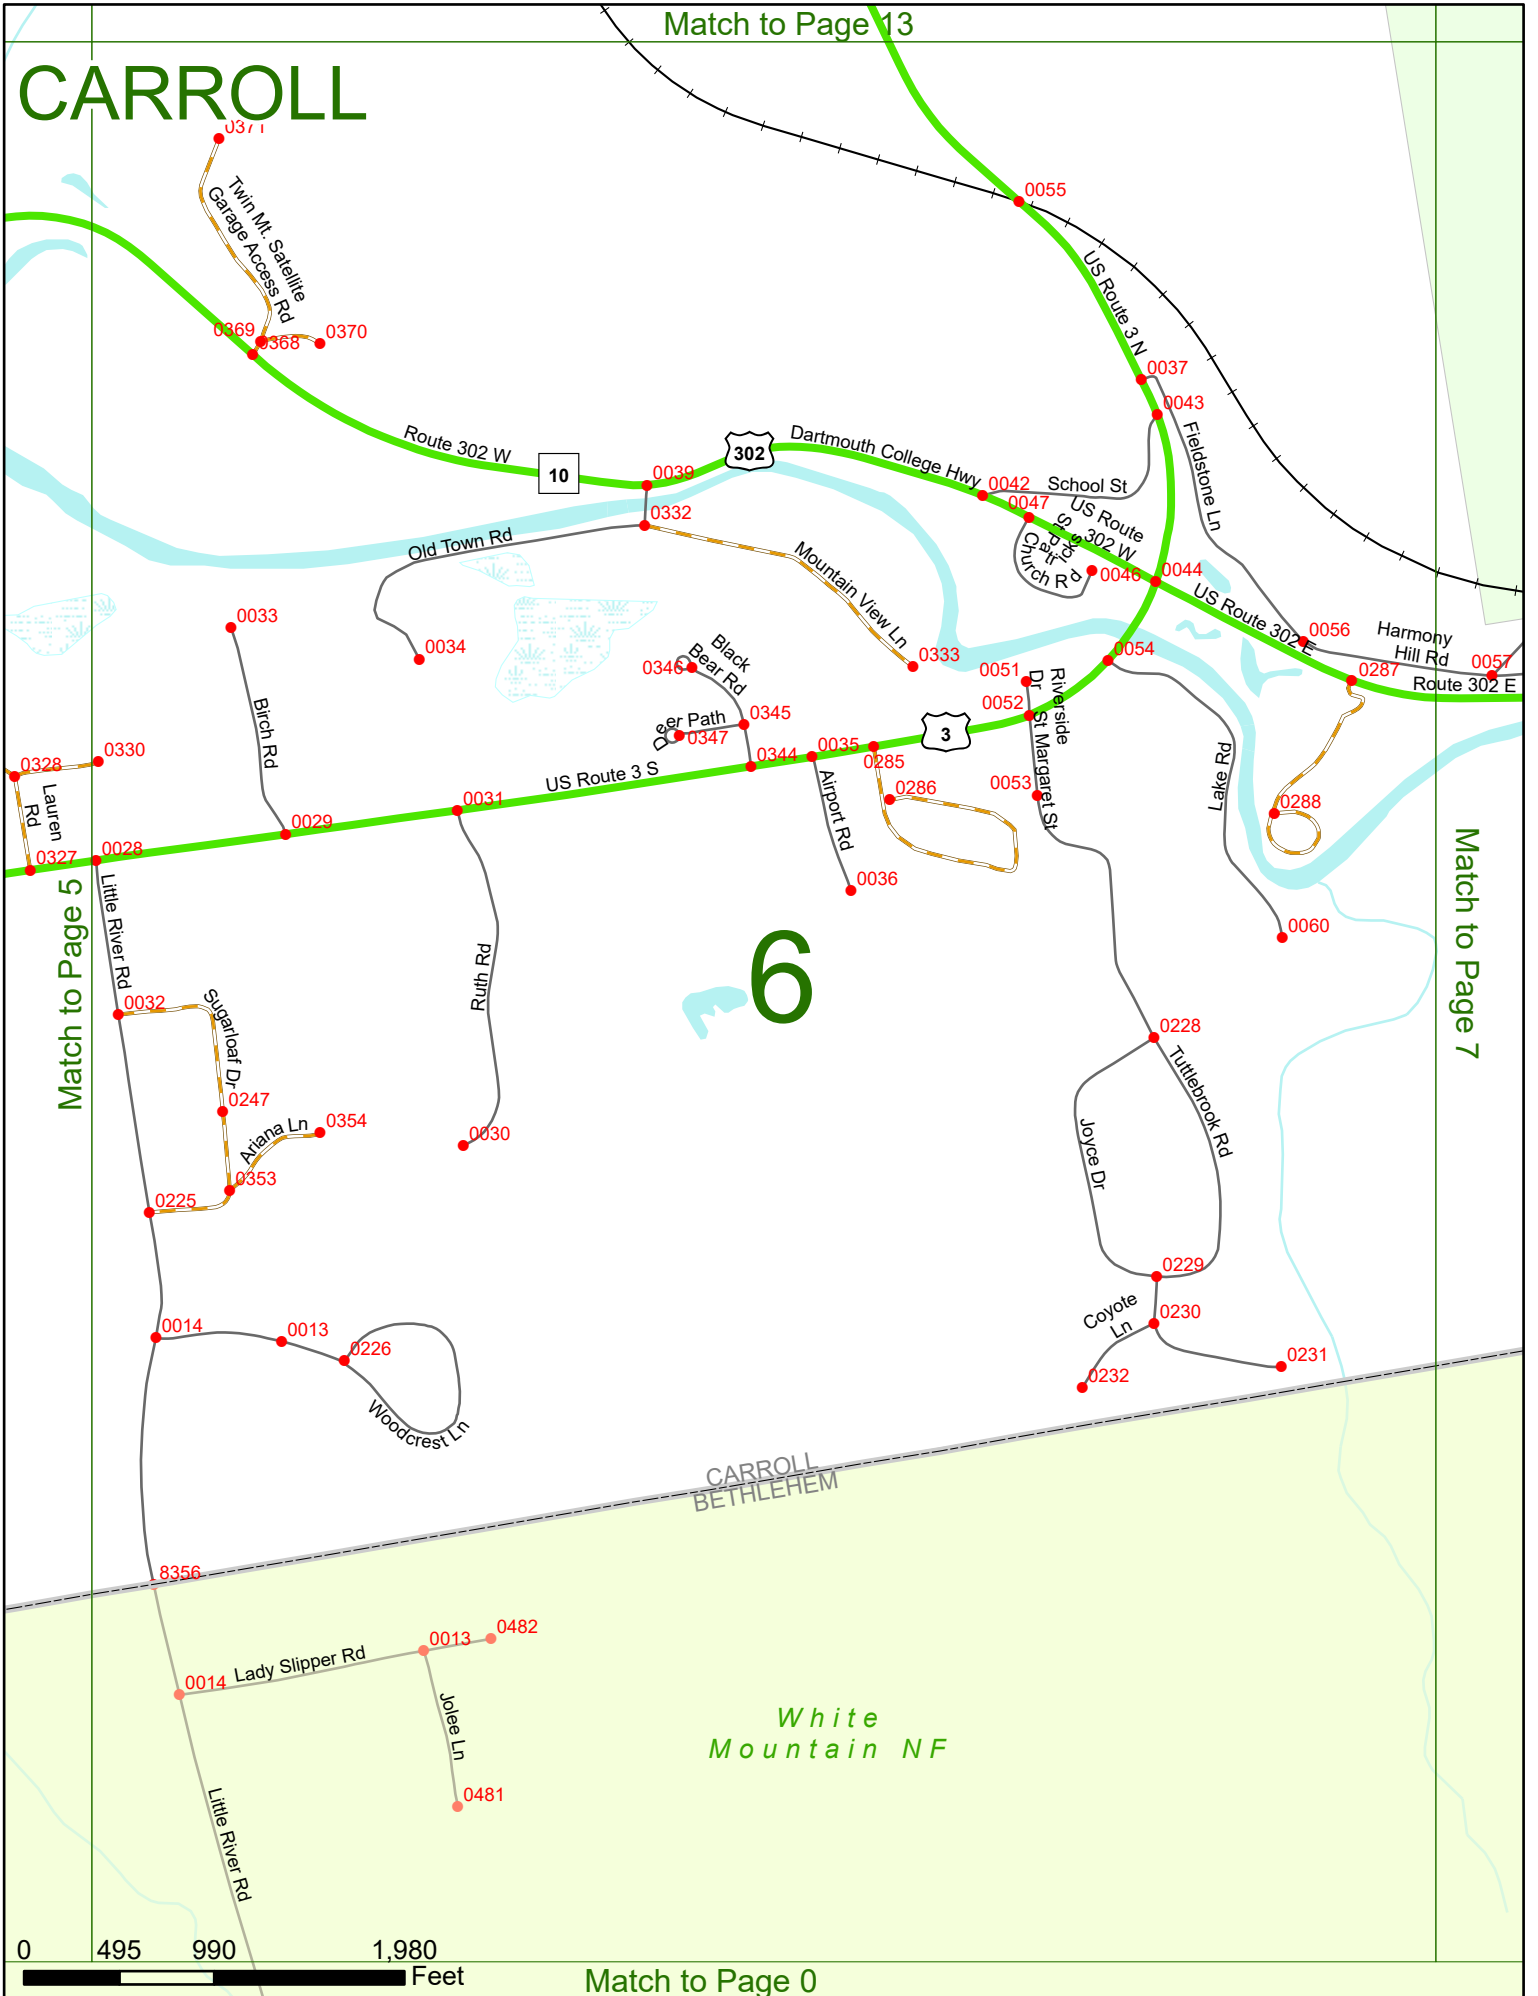 Match to Page 13
CARROLL
0371
Twin Mt. Satellite
Garage Access Rd
0055
US Route 3 N
0369
0368
0370
0037
0043
Route 302 W
10
302
Dartmouth College Hwy
0039
0042
School St
Fieldstone Ln
0047
US Route
302 W
0332
Old Town Rd
Mountain View Ln
St Patricks
Church Rd
0046
0044
US Route 302 E
0033
0034
0056
Harmony
Hill Rd
0057
Black
Bear Rd
0346
0333
0054
0051
Riverside
Dr
0287
Route 302 E
Birch Rd
0345
Deer Path
0347
0052
3
0330
0328
Lauren
Rd
0344
0035
0285
US Route 3 S
St Margaret St
Lake Rd
0286
0053
0288
0031
Airport Rd
0029
0028
0327
0036
Match to Page 5
Little River Rd
Match to Page 7
0060
6
Ruth Rd
0032
Sugarloaf Dr
0228
Tuttlebrook Rd
0247
Ariana Ln
0354
0030
Joyce Dr
0353
0225
0229
Coyote
Ln
0230
0014
0013
0226
0231
0232
Woodcrest Ln
CARROLL
BETHLEHEM
8356
0482
0013
Lady Slipper Rd
0014
Jolee Ln
White
Mountain NF
0481
Little River Rd
0 495 990 1,980
Feet
Match to Page 0